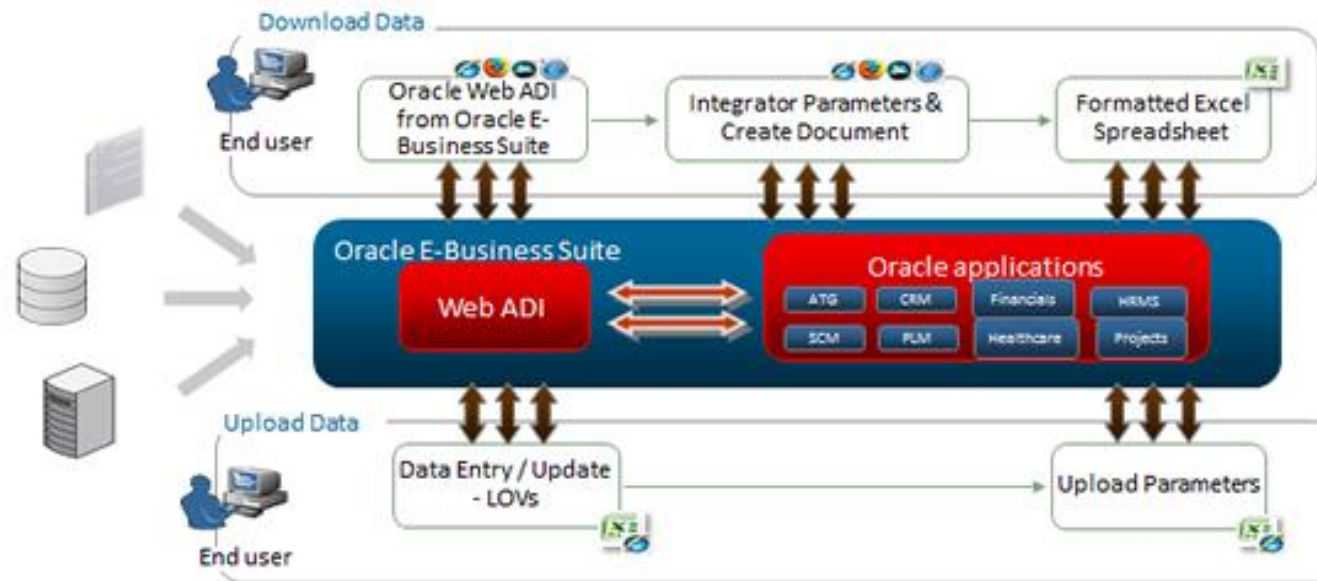 Download Data
End user
Oracle Web ADI
from Oracle E-
Business Suite
Integrator Parameters &
Create Document
Formatted Excel
Spreadsheet
Oracle E-Business Suite
Web ADI
Oracle applications
ATG
CRM
Financials
HRMS
SCM
PLM
Healthcare
Projects
Upload Data
End user
Data Entry / Update
- LOVs
Upload Parameters